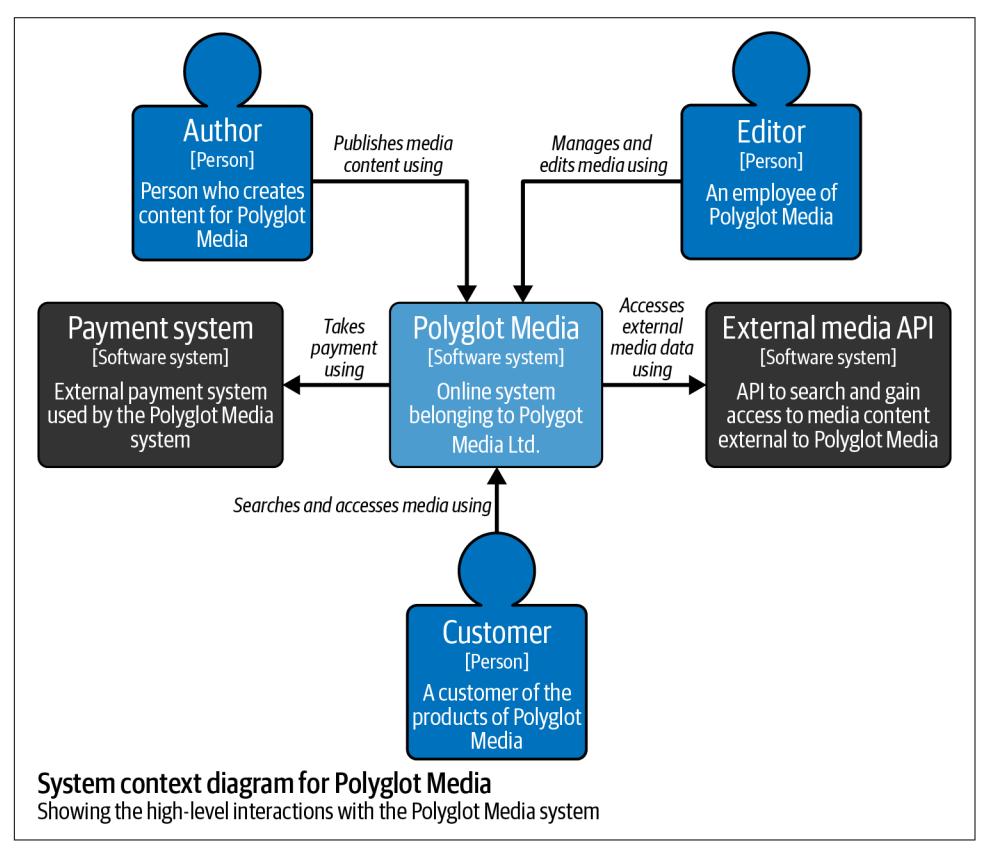 Author
[Person]
Person who creates
content for Polyglot
Media
Publishes media
content using
Manages and
edits media using
Editor
[Person]
An employee of
Polyglot Media
Payment system
[Software system]
External payment system
used by the Polyglot Media
system
Takes
payment
using
Polyglot Media
[Software system]
Online system
belonging to Polygot
Media Ltd.
Accesses
external
media data
using
External media API
[Software system]
API to search and gain
access to media content
external to Polyglot Media
Searches and accesses media using
Customer
[Person]
A customer of the
products of Polyglot
Media
System context diagram for Polyglot Media
Showing the high-level interactions with the Polyglot Media system